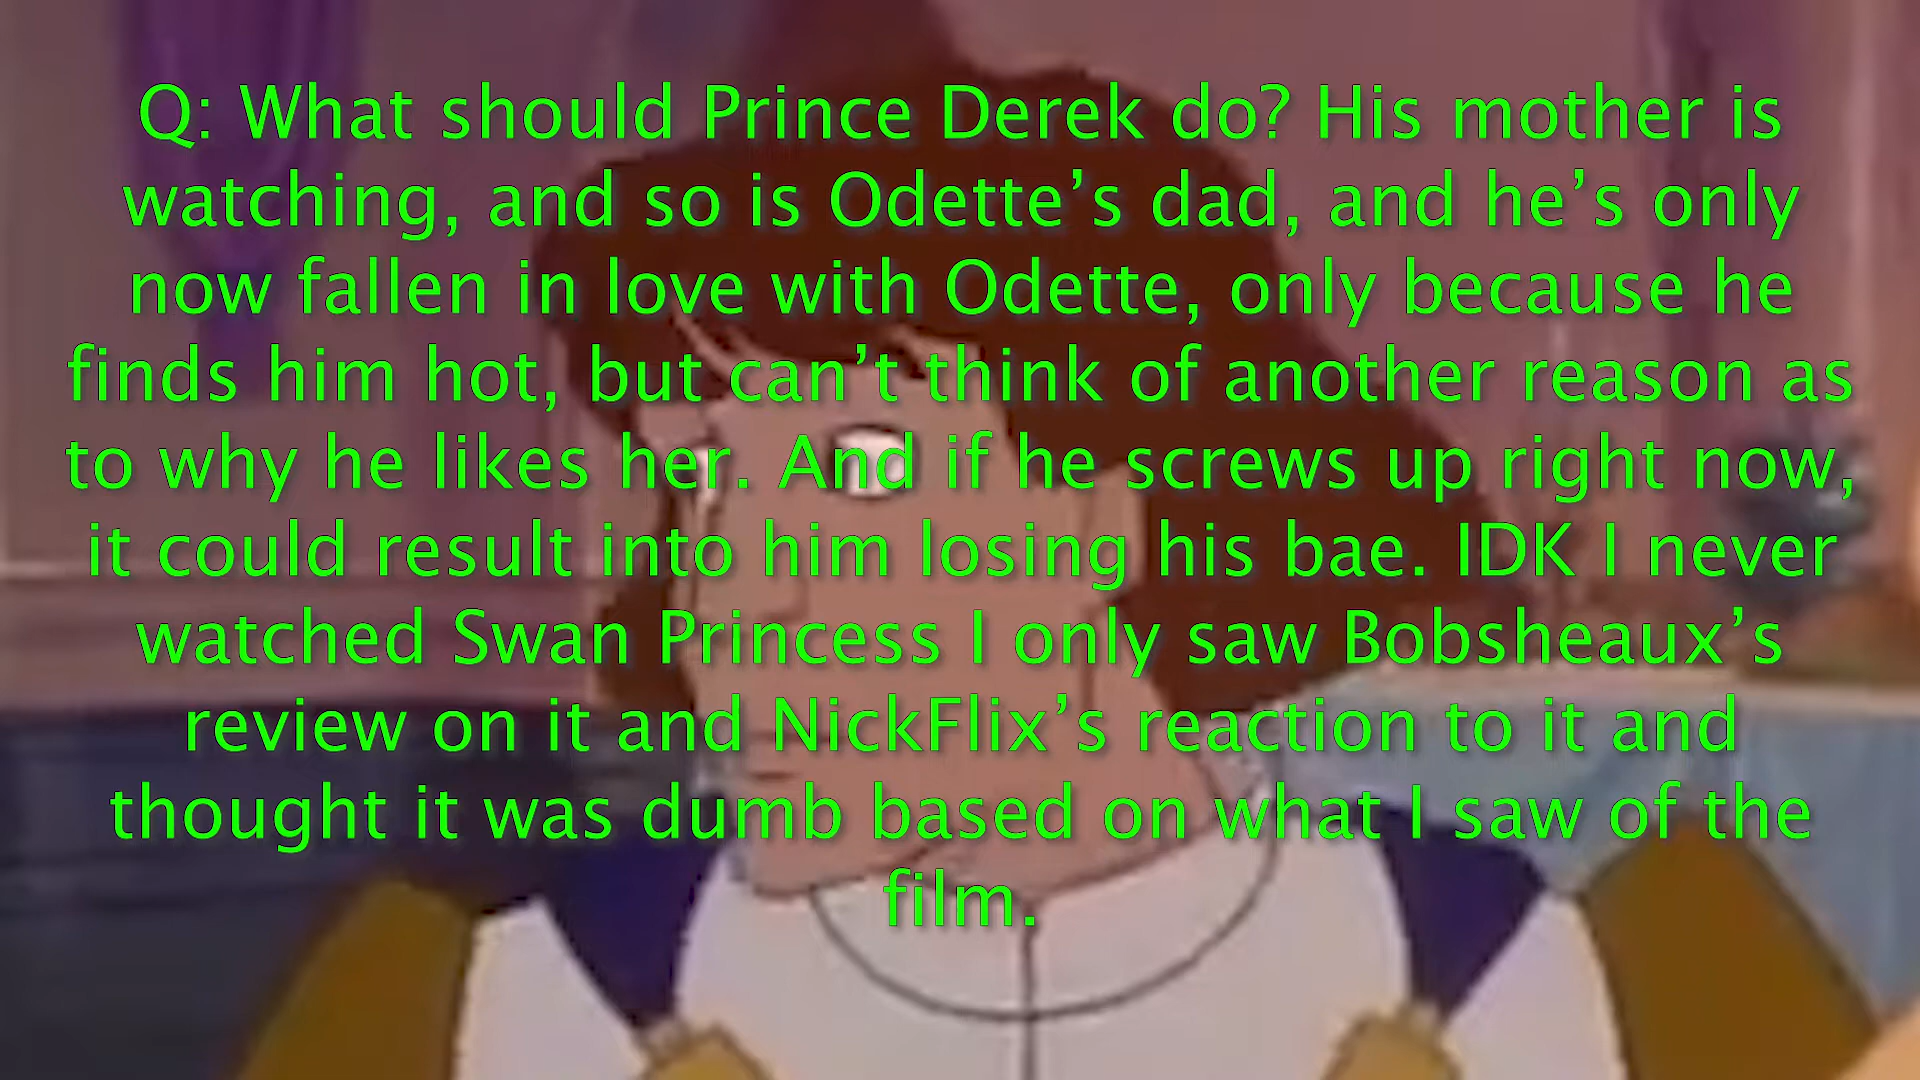 Q: What should Prince Derek do? His mother is
watching, and so is Odette’s dad, and he’s only
now fallen in love with Odette, only because he
finds him hot, but can’t think of another reason as
to why he likes her. And if he screws up right now,
it could result into him losing his bae. IDK I never
watched Swan Princess I only saw Bobsheaux’s
review on it and NickFlix’s reaction to it and
thought it was dumb based on what I saw of the
film.